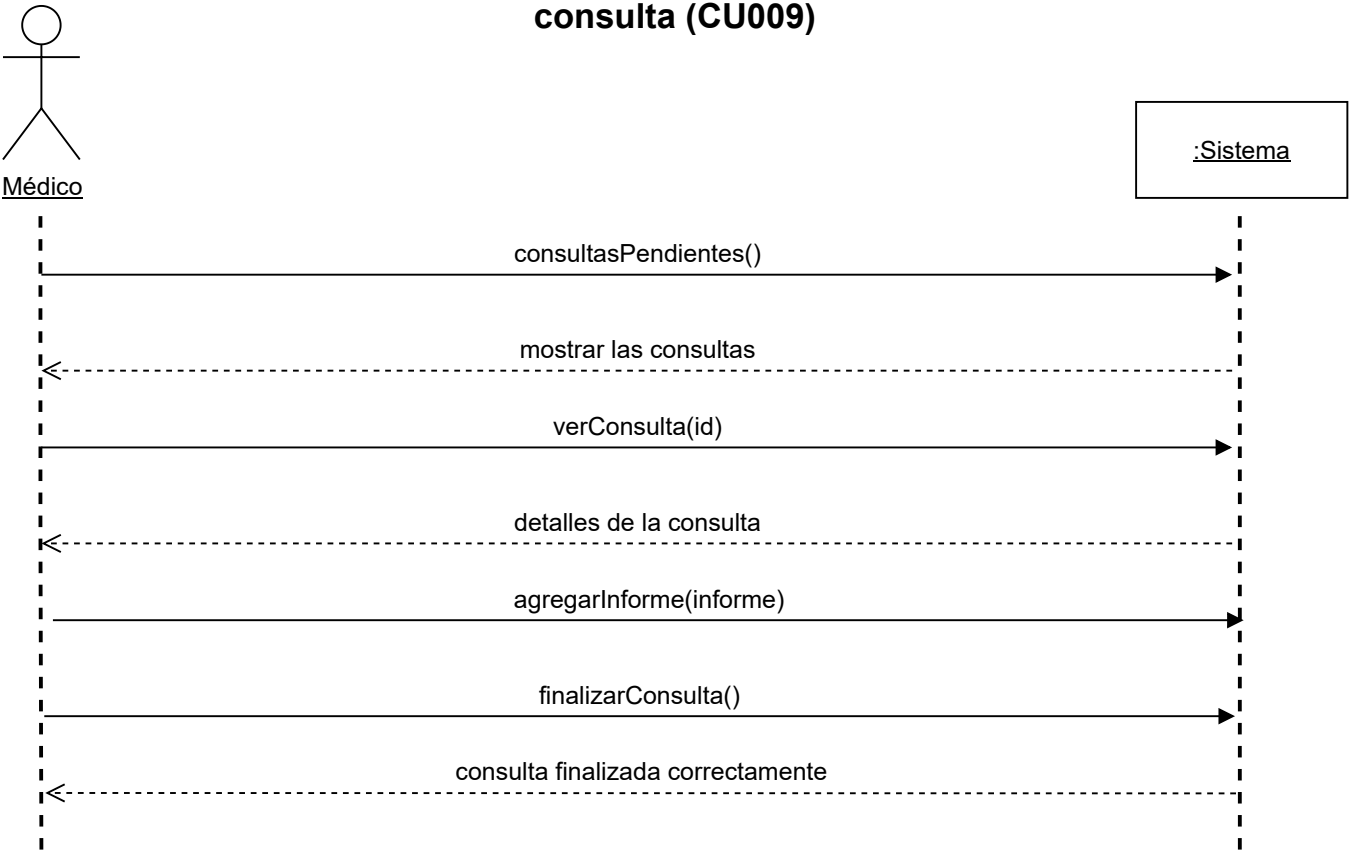 consulta (CU009)
:Sistema
Médico
consultasPendientes()
mostrar las consultas
verConsulta(id)
detalles de la consulta
agregarInforme(informe)
finalizarConsulta()
consulta finalizada correctamente